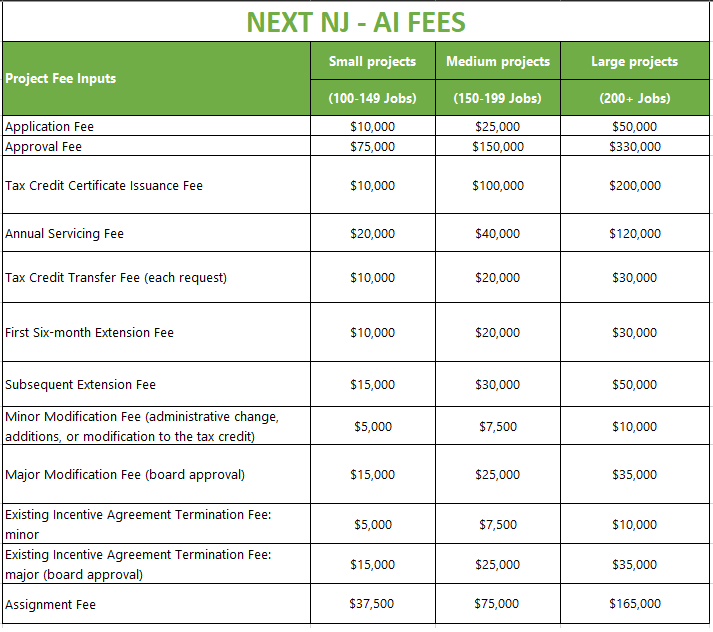 NEXT NJ - AI FEES
Project Fee Inputs
Small projects Medium projects Large projects
(100-149 Jobs) (150-199 Jobs) (200+ Jobs)
Application Fee $10,000 $25,000 $50,000
Approval Fee $75,000 $150,000 $330,000
Tax Credit Certificate Issuance Fee $10,000 $100,000 $200,000
Annual Servicing Fee $20,000 $40,000 $120,000
Tax Credit Transfer Fee (each request) $10,000 $20,000 $30,000
First Six-month Extension Fee $10,000 $20,000 $30,000
Subsequent Extension Fee $15,000 $30,000 $50,000
Minor Modification Fee (administrative change,
additions, or modification to the tax credit) $5,000 $7,500 $10,000
Major Modification Fee (board approval) $15,000 $25,000 $35,000
Existing Incentive Agreement Termination Fee:
minor $5,000 $7,500 $10,000
Existing Incentive Agreement Termination Fee:
major (board approval) $15,000 $25,000 $35,000
Assignment Fee $37,500 $75,000 $165,000